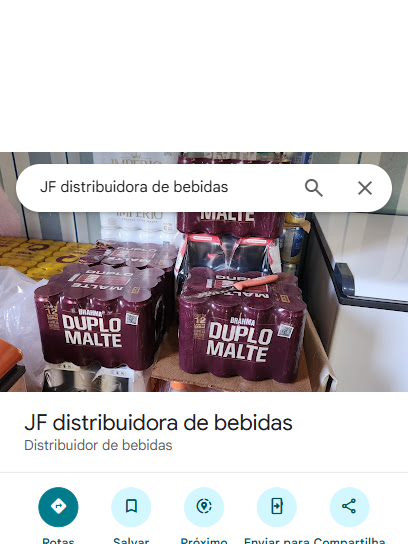 IMPERIO
JF distribuidora de bebidas
IMPERIO
MALTE
BRAHMA
DUPLO
MALTE
BRAHMA
DUPLO
MALTE
JF distribuidora de bebidas
Distribuidor de bebidas
Rotas Salvar Próximo Enviar para Compartilha